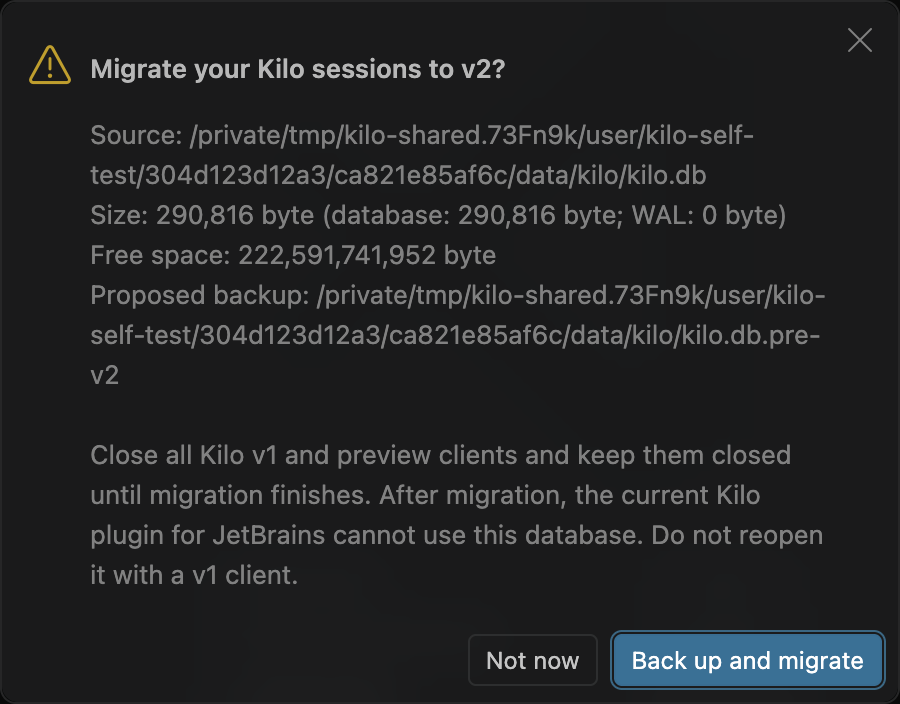 Migrate your Kilo sessions to v2?
Source: /private/tmp/kilo-shared.73Fn9k/user/kilo-self-
test/304d123d12a3/ca821e85af6c/data/kilo/kilo.db
Size: 290,816 byte (database: 290,816 byte; WAL: 0 byte)
Free space: 222,591,741,952 byte
Proposed backup: /private/tmp/kilo-shared.73Fn9k/user/kilo-
self-test/304d123d12a3/ca821e85af6c/data/kilo/kilo.db.pre-
v2
Close all Kilo v1 and preview clients and keep them closed
until migration finishes. After migration, the current Kilo
plugin for JetBrains cannot use this database. Do not reopen
it with a v1 client.
Not now
Back up and migrate